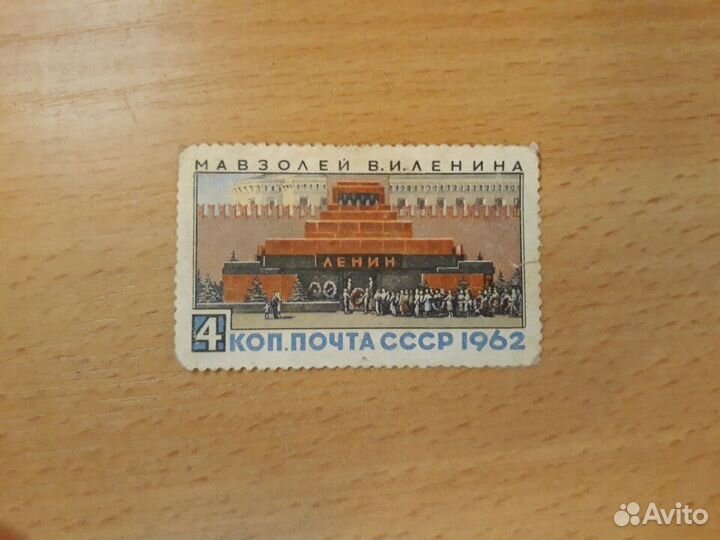 МАВЗОЛЕЙ В.И.ЛЕНИНА
ЛЕНИН
4 КОП. ПОЧТА СССР 1962
Avito